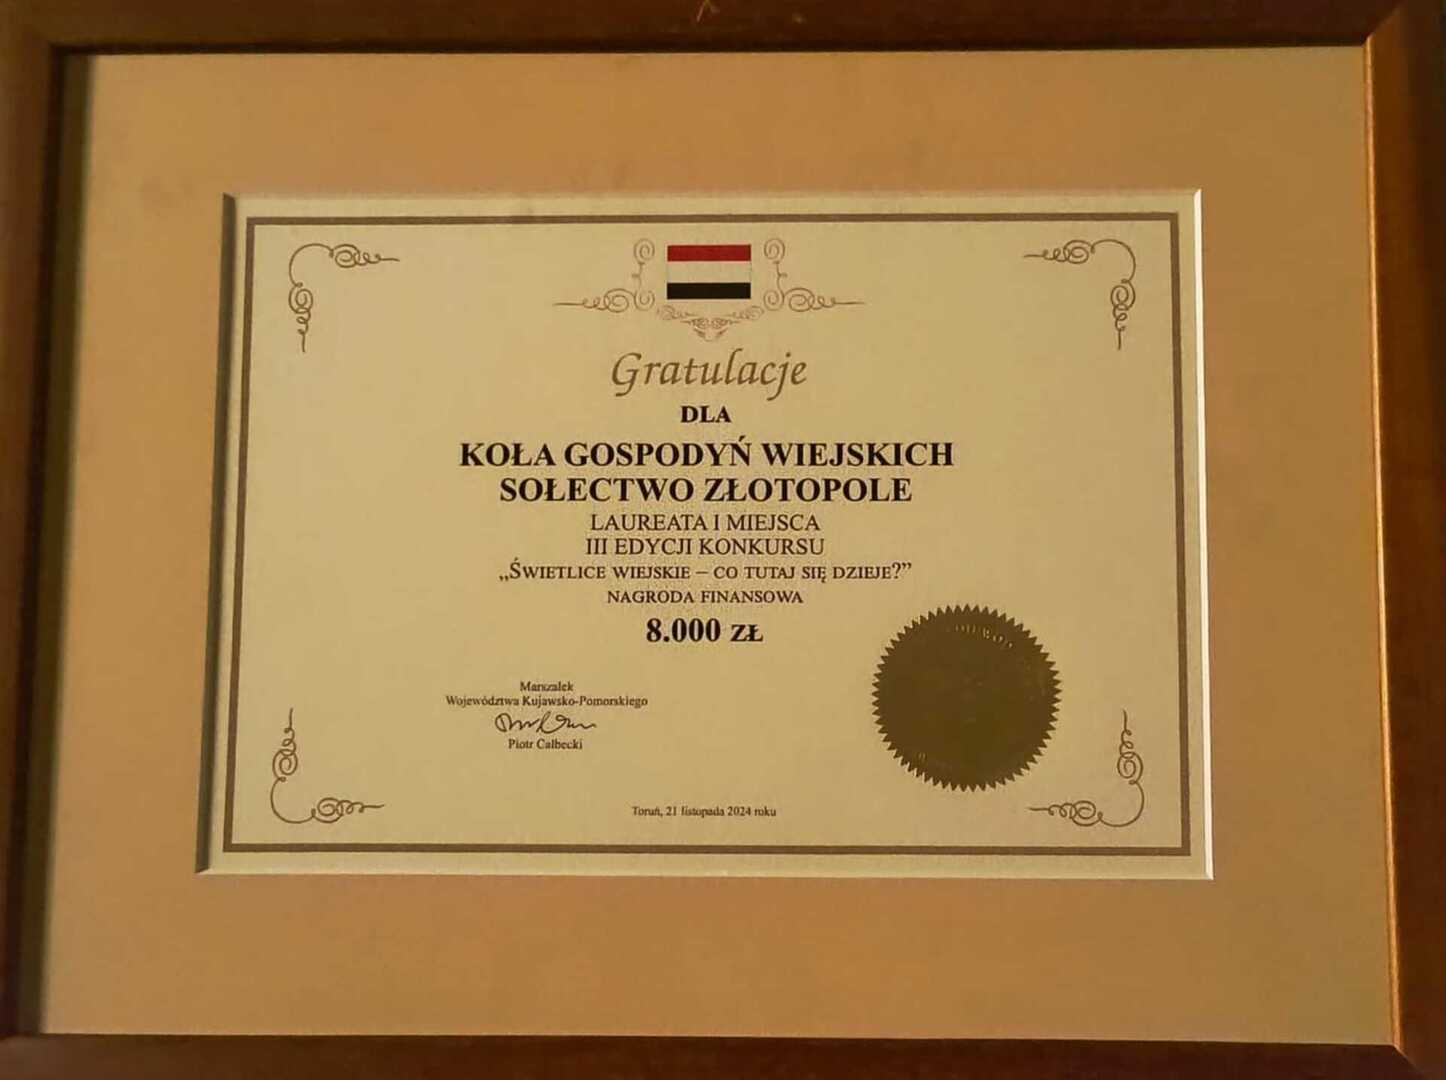 Gratulacje
DLA
KOŁA GOSPODYŃ WIEJSKICH
SOŁECTWO ZŁOTOPOLE
LAUREATA I MIEJSCA
III EDYCJI KONKURSU
„ŚWIETLICE WIEJSKIE – CO TUTAJ SIĘ DZIEJE?”
NAGRODA FINANSOWA
8.000 ZŁ
Marszałek
Województwa Kujawsko-Pomorskiego
Piotr Całbecki
Toruń, 21 listopada 2024 roku